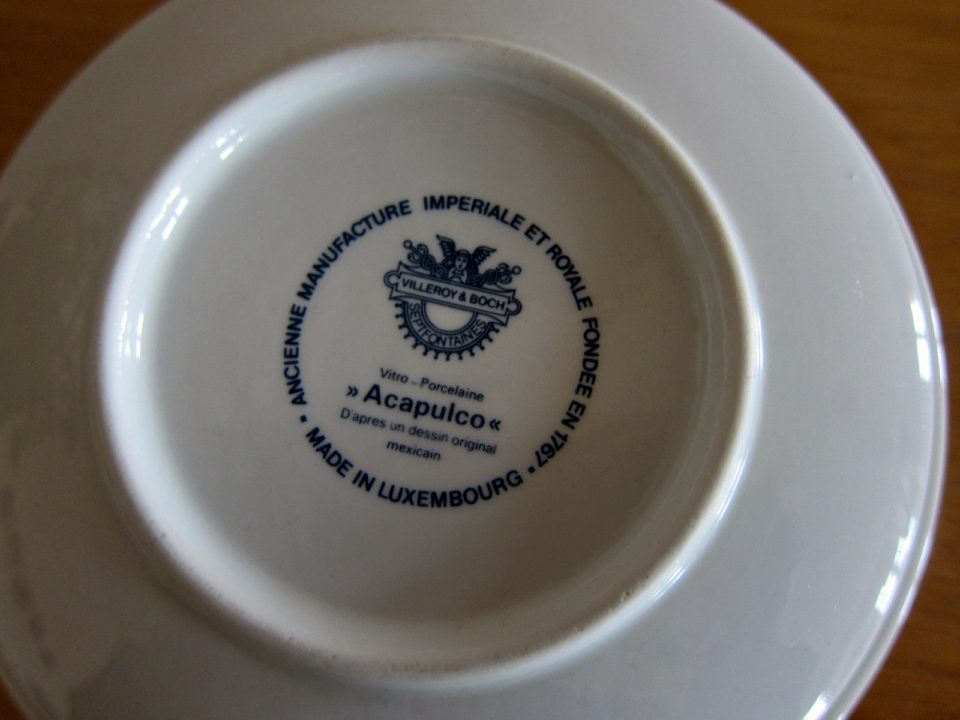 ANCIENNE MANUFACTURE IMPERIALE ET ROYALE FONDEE EN 1767
VILLEROY & BOCH
SEPTFONTAINES
Vitro-Porcelaine
»Acapulco«
D'apres un dessin original
mexicain
• MADE IN LUXEMBOURG •